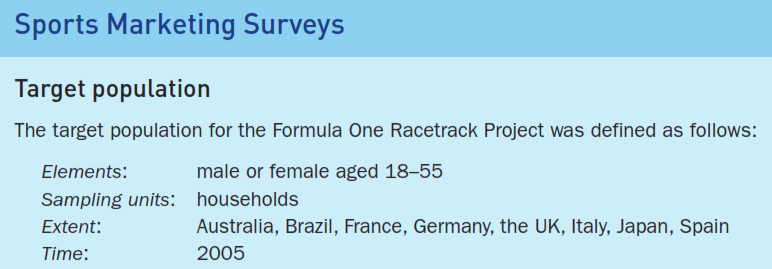 Sports Marketing Surveys
Target population
The target population for the Formula One Racetrack Project was defined as follows:
Elements: male or female aged 18–55
Sampling units: households
Extent: Australia, Brazil, France, Germany, the UK, Italy, Japan, Spain
Time: 2005